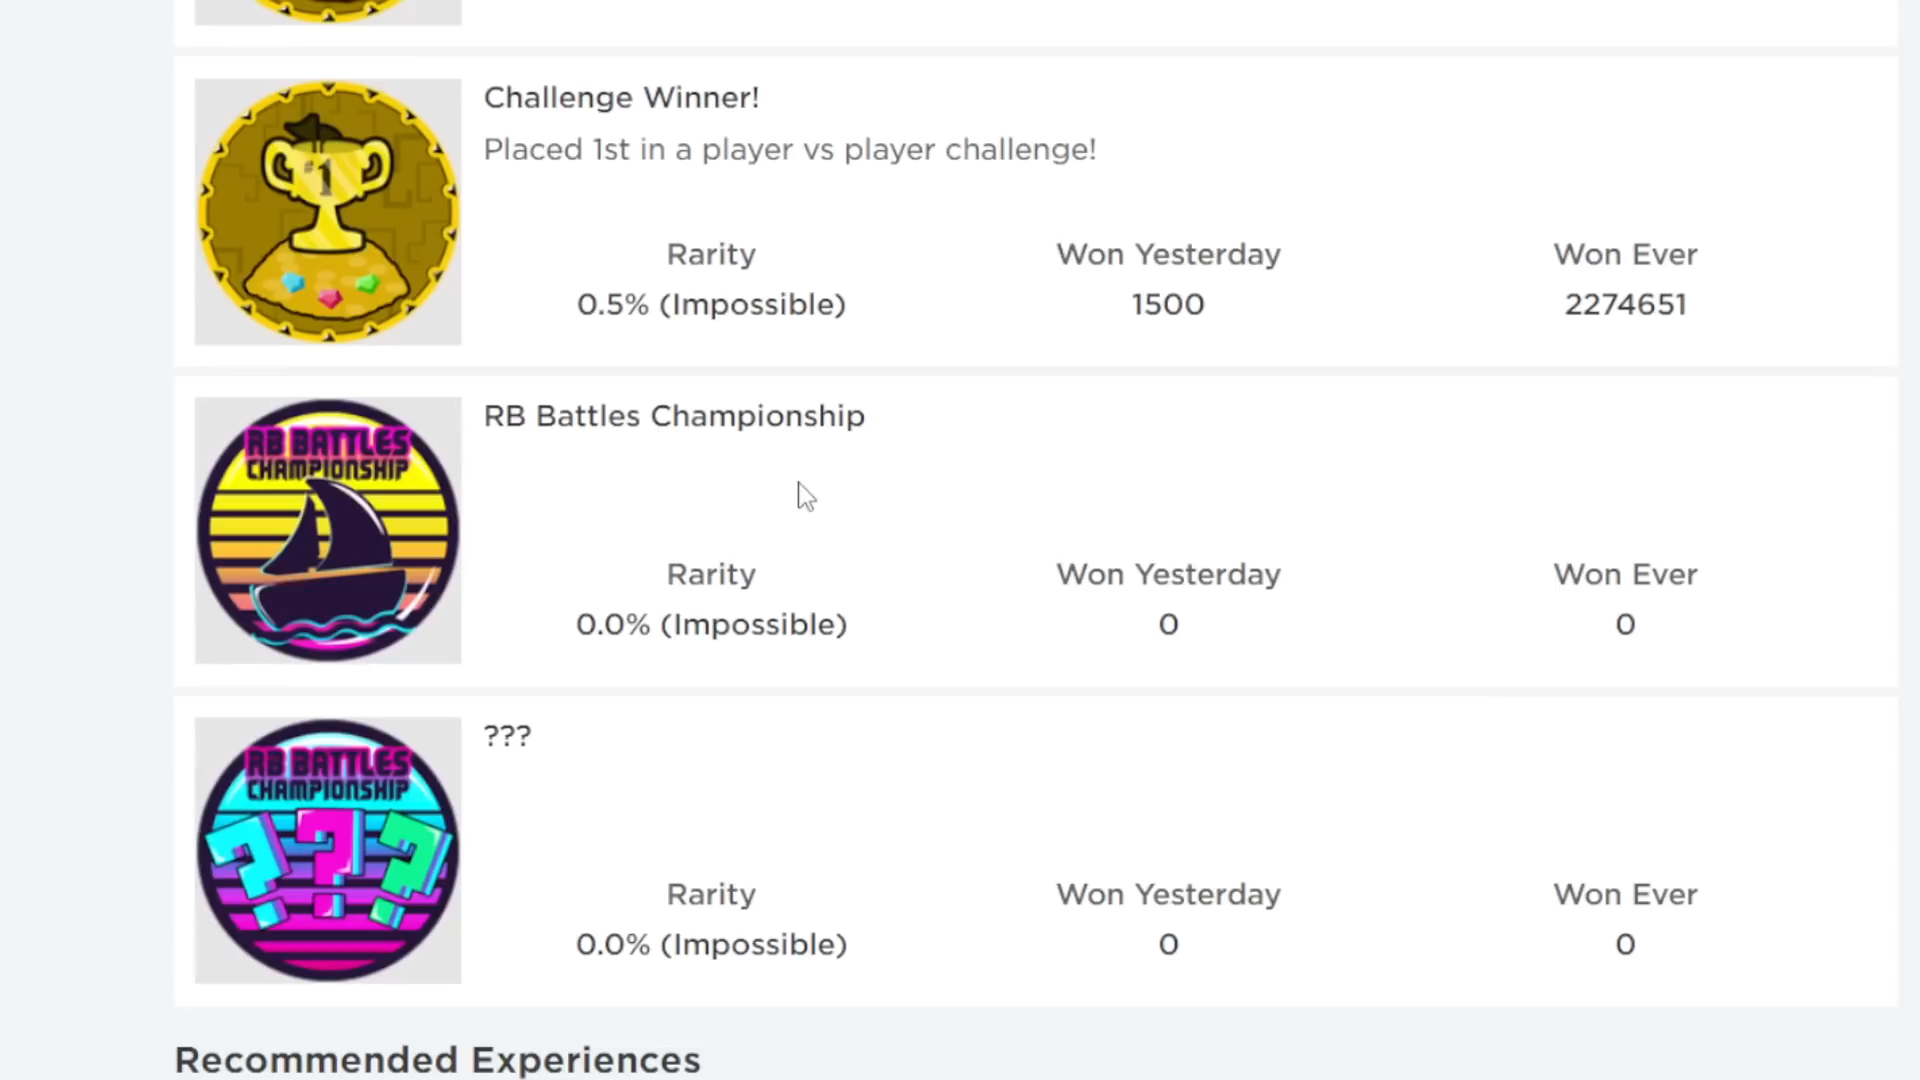 Challenge Winner!
Placed 1st in a player vs player challenge!
#1
Rarity Won Yesterday Won Ever
0.5% (Impossible) 1500 2274651
RB Battles Championship
RB BATTLES
CHAMPIONSHIP
Rarity Won Yesterday Won Ever
0.0% (Impossible) 0 0
???
RB BATTLES
CHAMPIONSHIP
???
Rarity Won Yesterday Won Ever
0.0% (Impossible) 0 0
Recommended Experiences